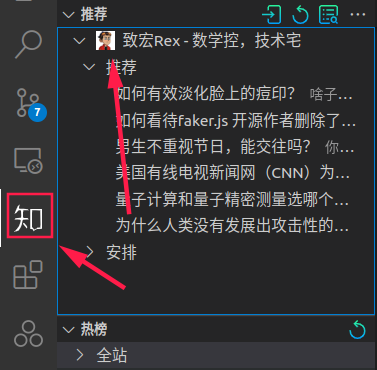 推荐
致宏Rex - 数学控，技术宅
推荐
如何有效淡化脸上的痘印？ 啥子...
如何看待faker.js 开源作者删除了...
男生不重视节日，能交往吗？ 你...
美国有线电视新闻网（CNN）为...
量子计算和量子精密测量选哪个...
为什么人类没有发展出攻击性的...
安排
热榜
全站
7
知